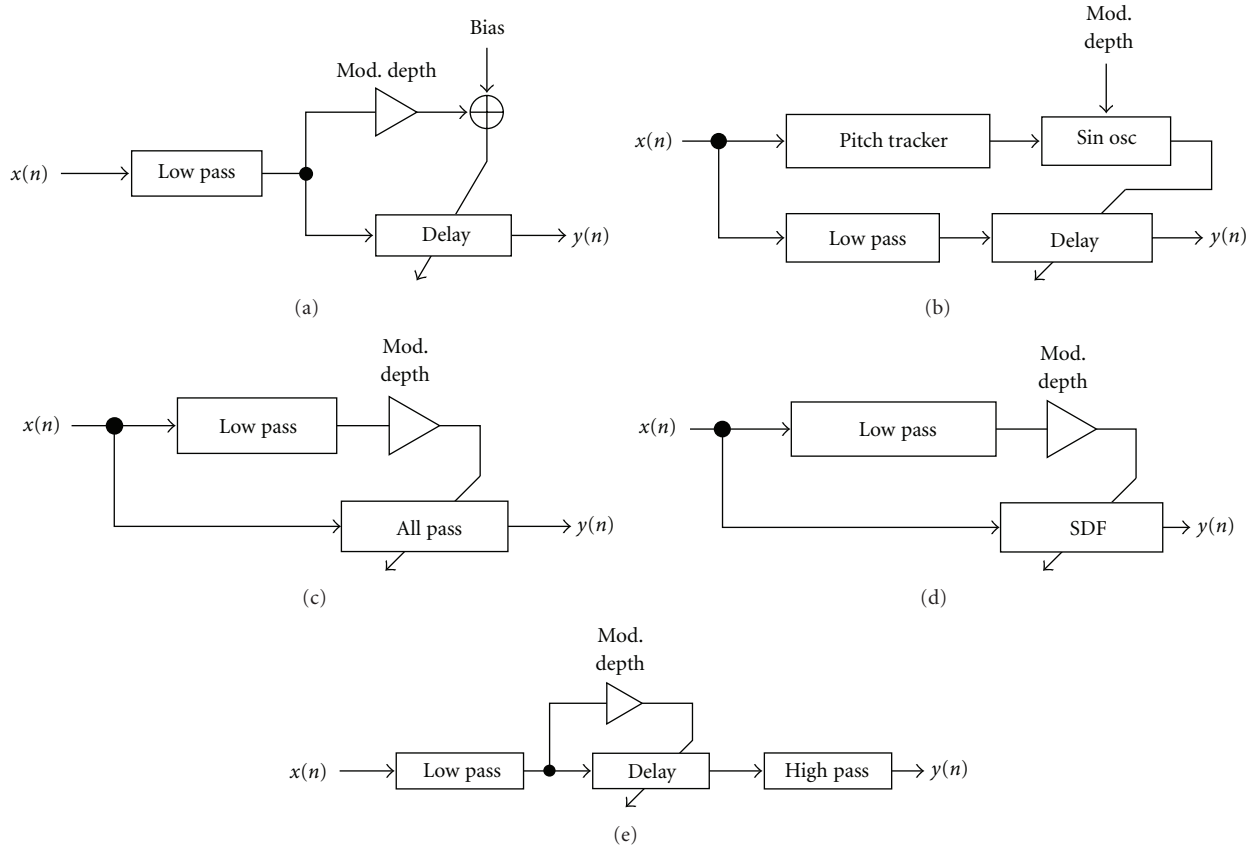 Bias
Mod. depth
x(n)
Low pass
Delay
y(n)
(a)
Mod.
depth
x(n)
Pitch tracker
Sin osc
Low pass
Delay
y(n)
(b)
Mod.
depth
x(n)
Low pass
All pass
y(n)
(c)
Mod.
depth
x(n)
Low pass
SDF
y(n)
(d)
Mod.
depth
x(n)
Low pass
Delay
High pass
y(n)
(e)